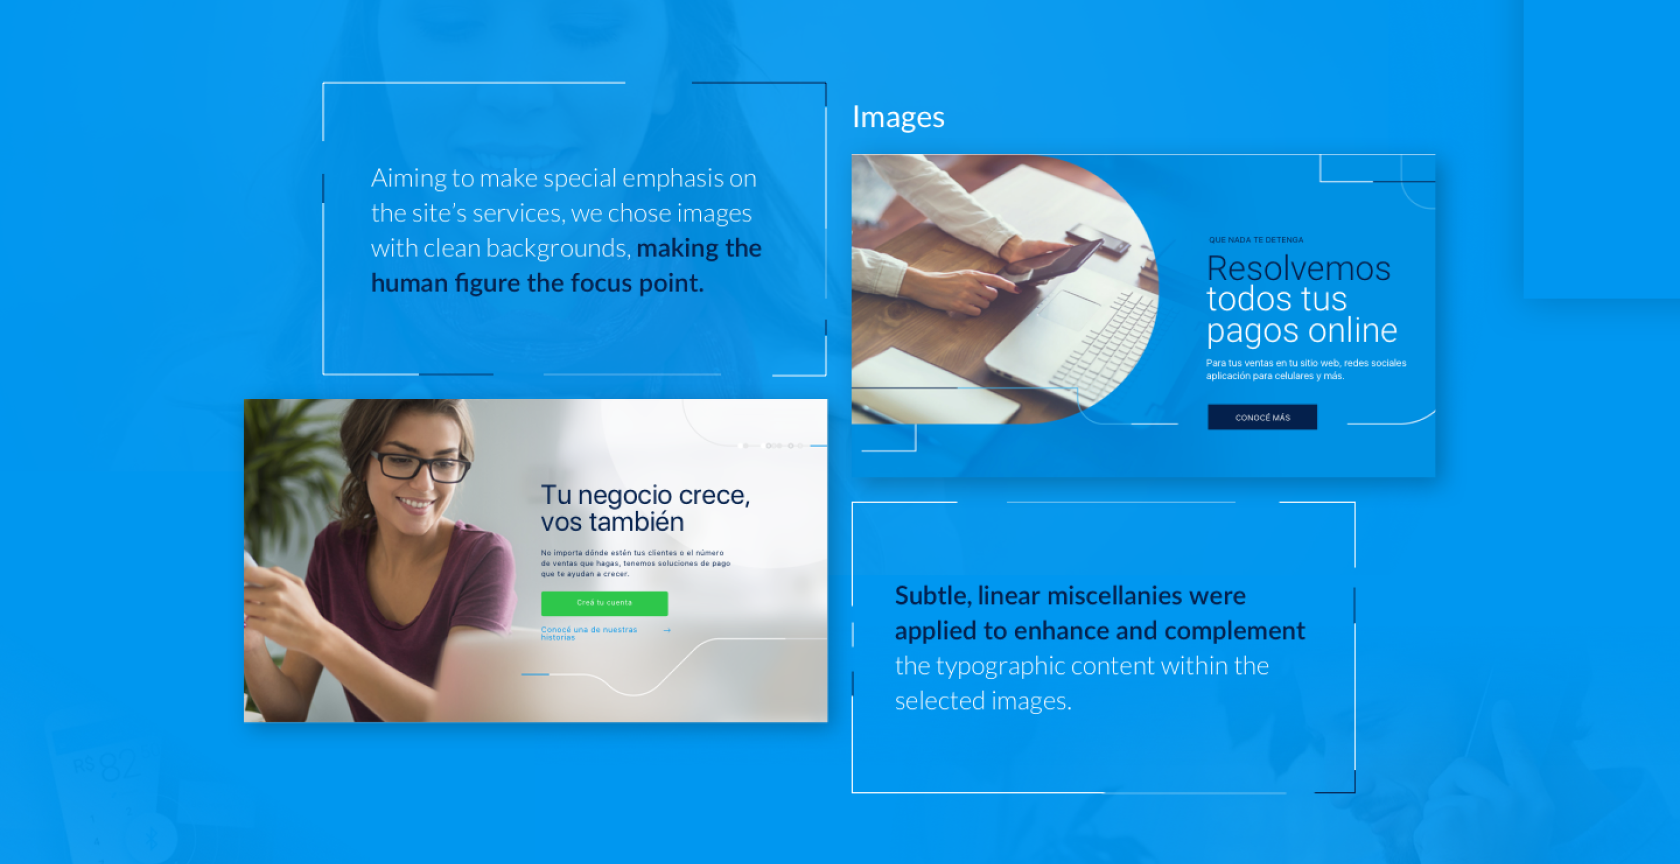 Images
Aiming to make special emphasis on
the site’s services, we chose images
with clean backgrounds, making the
human figure the focus point.
QUE NADA TE DETENGA
Resolvemos
todos tus
pagos online
Para tus ventas en tu sitio web, redes sociales
aplicación para celulares y más.
CONOCÉ MÁS
Tu negocio crece,
vos también
No importa dónde estén tus clientes o el número
de ventas que hagas, tenemos soluciones de pago
que te ayudan a crecer.
Creá tu cuenta
Conocé una de nuestras →
historias
Subtle, linear miscellanies were
applied to enhance and complement
the typographic content within the
selected images.
R$ 82